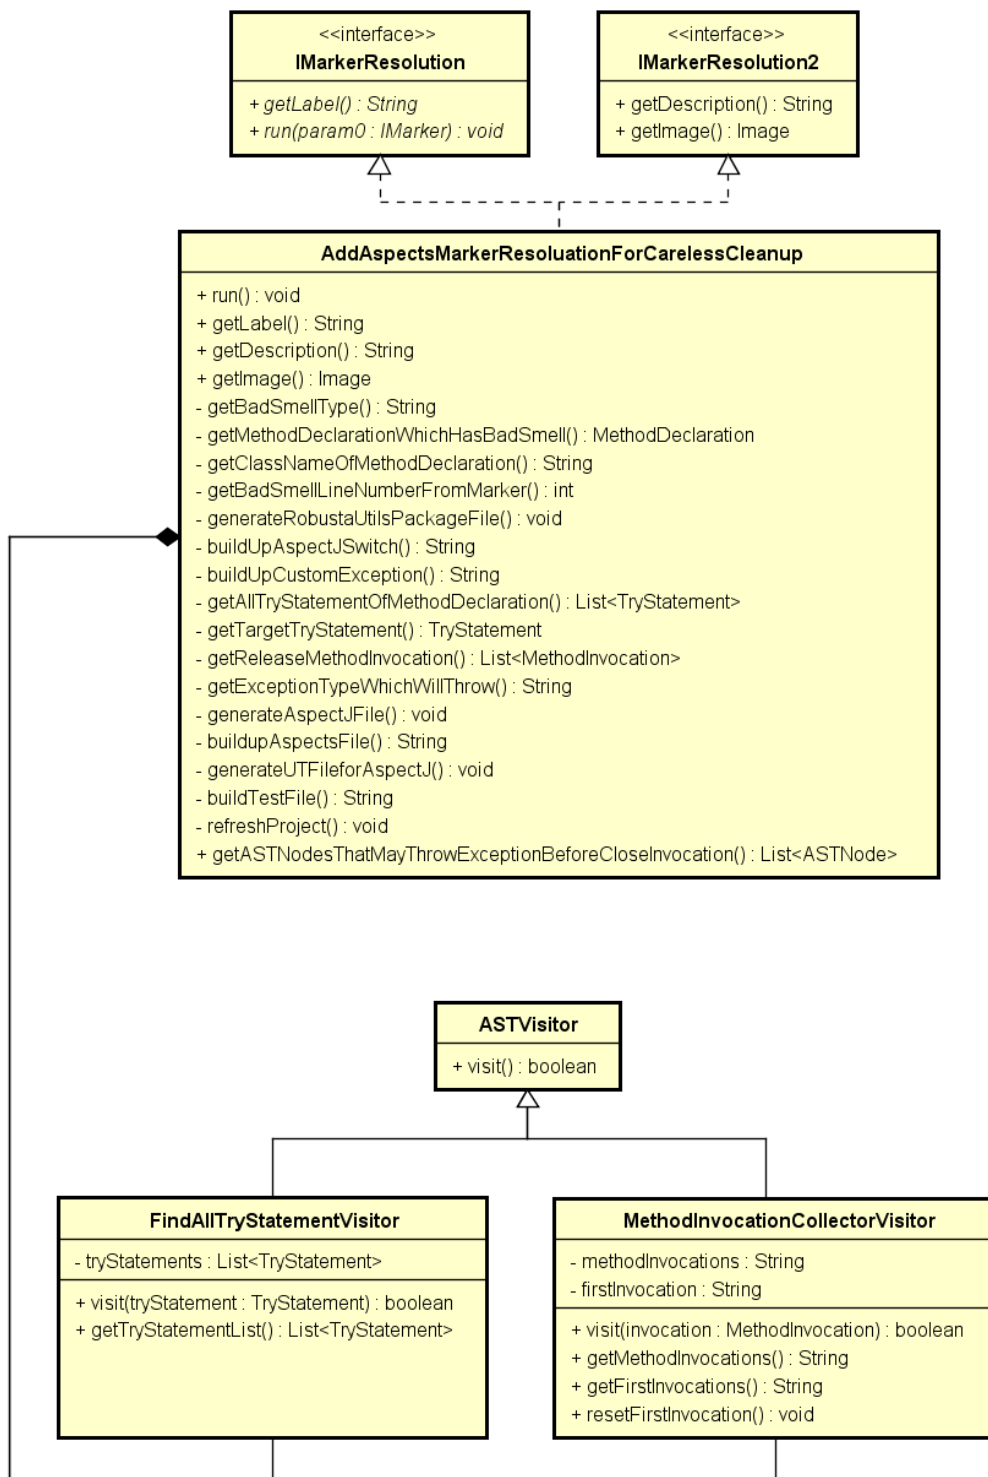 <<interface>>
IMarkerResolution
+ getLabel() : String
+ run(param0 : IMarker) : void
<<interface>>
IMarkerResolution2
+ getDescription() : String
+ getImage() : Image
AddAspectsMarkerResoluationForCarelessCleanup
+ run() : void
+ getLabel() : String
+ getDescription() : String
+ getImage() : Image
- getBadSmellType() : String
- getMethodDeclarationWhichHasBadSmell() : MethodDeclaration
- getClassNameOfMethodDeclaration() : String
- getBadSmellLineNumberFromMarker() : int
- generateRobustaUtilsPackageFile() : void
- buildUpAspectJSwitch() : String
- buildUpCustomException() : String
- getAllTryStatementOfMethodDeclaration() : List<TryStatement>
- getTargetTryStatement() : TryStatement
- getReleaseMethodInvocation() : List<MethodInvocation>
- getExceptionTypeWhichWillThrow() : String
- generateAspectJFile() : void
- buildupAspectsFile() : String
- generateUTFileforAspectJ() : void
- buildTestFile() : String
- refreshProject() : void
+ getASTNodesThatMayThrowExceptionBeforeCloseInvocation() : List<ASTNode>
ASTVisitor
+ visit() : boolean
FindAllTryStatementVisitor
- tryStatements : List<TryStatement>
+ visit(tryStatement : TryStatement) : boolean
+ getTryStatementList() : List<TryStatement>
MethodInvocationCollectorVisitor
- methodInvocations : String
- firstInvocation : String
+ visit(invocation : MethodInvocation) : boolean
+ getMethodInvocations() : String
+ getFirstInvocations() : String
+ resetFirstInvocation() : void